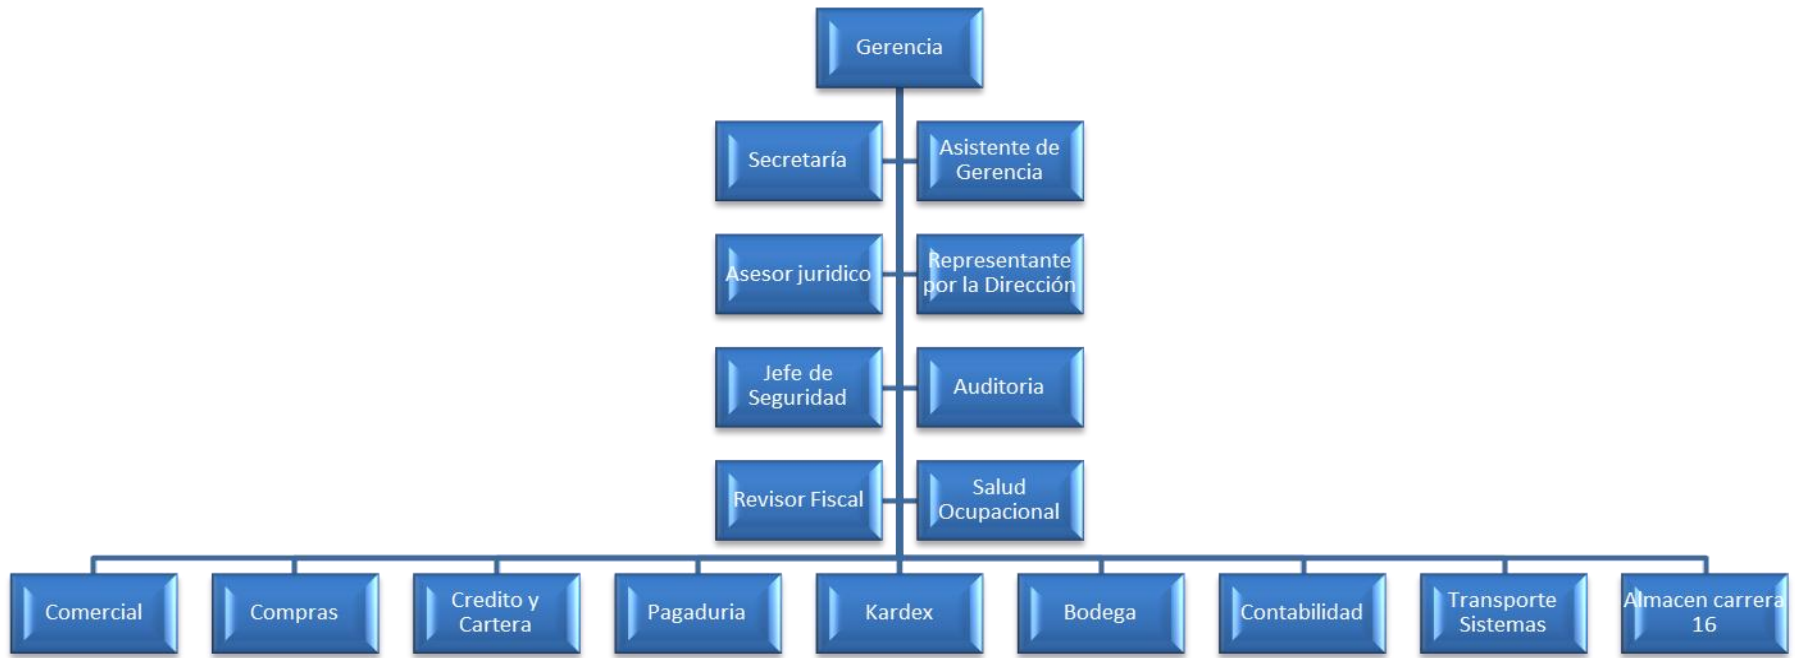 Gerencia
Secretaría
Asistente de
Gerencia
Asesor juridico
Representante
por la Dirección
Jefe de
Seguridad
Auditoria
Revisor Fiscal
Salud
Ocupacional
Comercial
Compras
Credito y
Cartera
Pagaduria
Kardex
Bodega
Contabilidad
Transporte
Sistemas
Almacen carrera
16